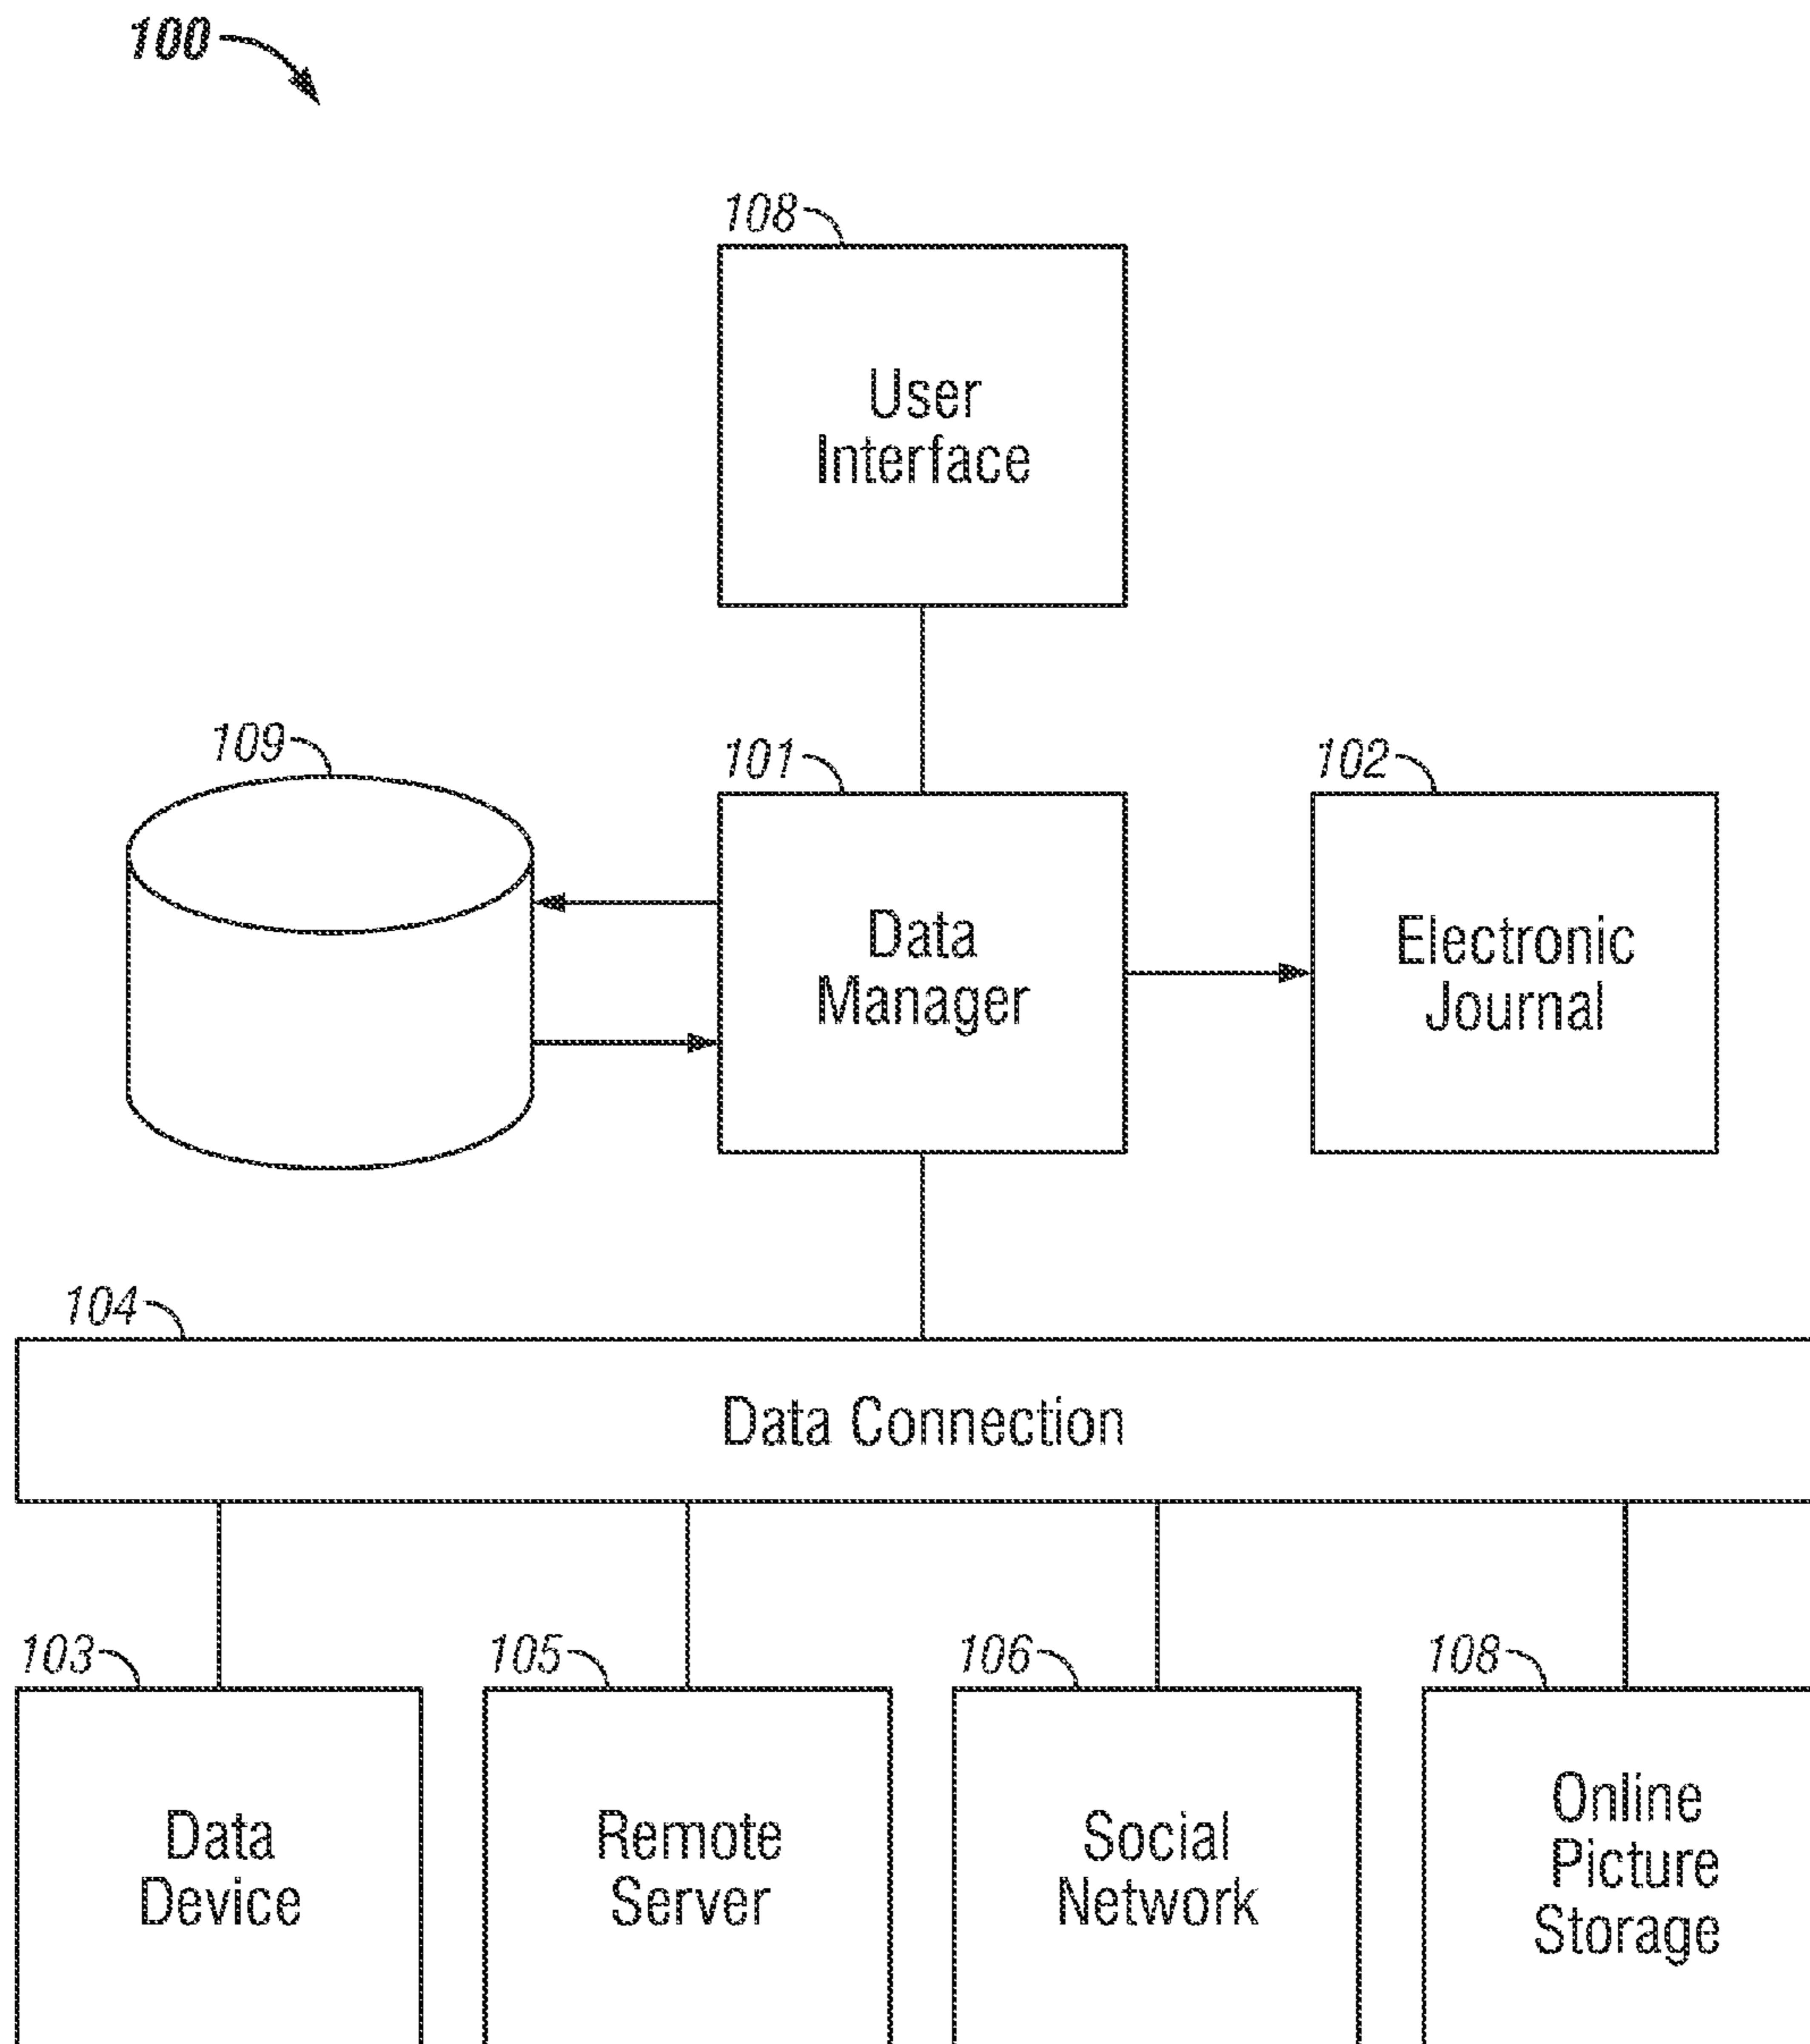 100
108
User
Interface
109
101
102
Data
Manager
Electronic
Journal
104
Data Connection
103
105
106
108
Data
Device
Remote
Server
Social
Network
Online
Picture
Storage